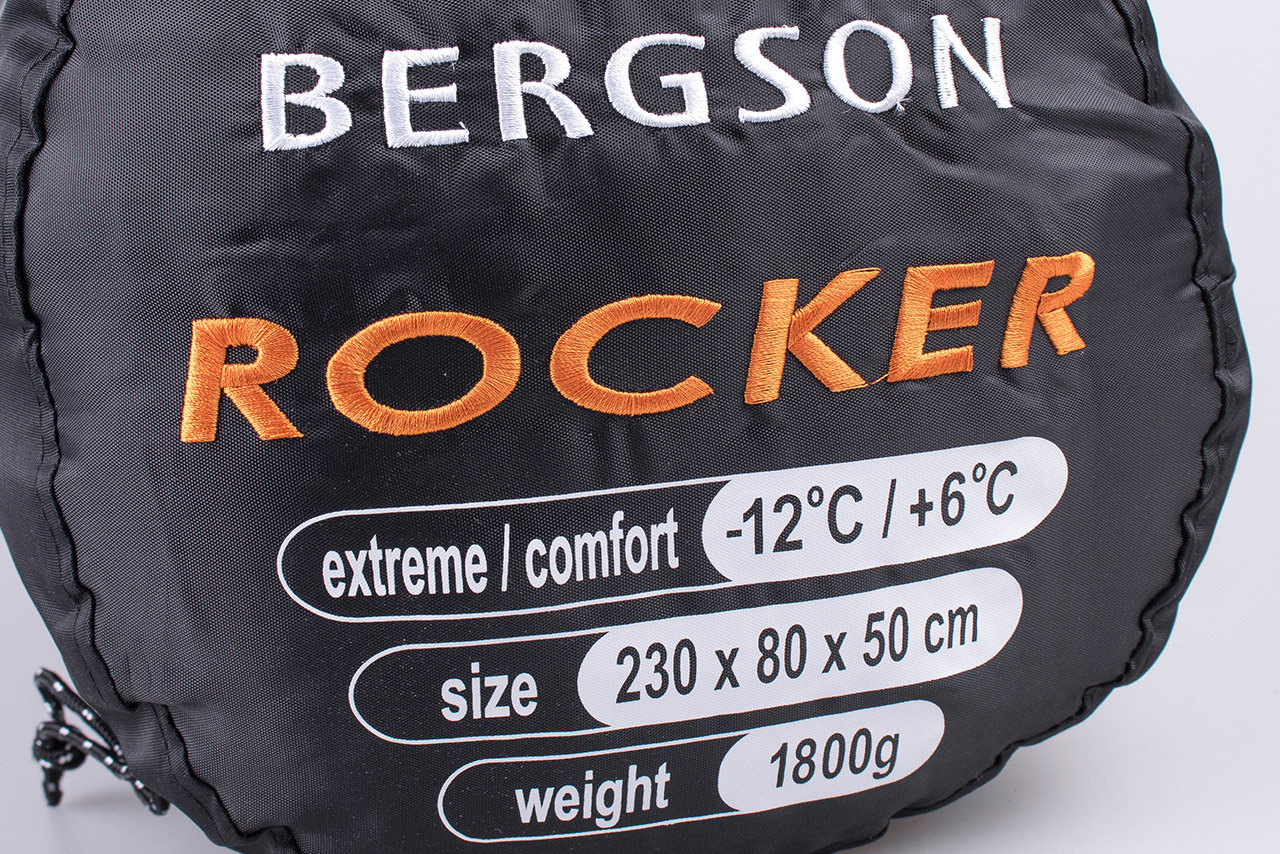 BERGSON
ROCKER
extreme / comfort -12°C / +6°C
size 230 x 80 x 50 cm
weight 1800g